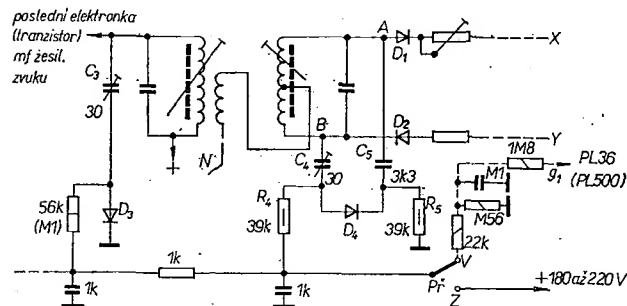 poslední elektronka
(tranzistor)
mf zesil.
zvuku
C3
30
N
A
D1
X
B
D2
Y
C4
30
C5
3k3
1M8
PL36
(PL500)
g1
M1
M56
22k
56k
(M1)
D3
R4
39k
D4
39k
R5
1k
1k
1k
Př
V
Z
+180 až 220 V